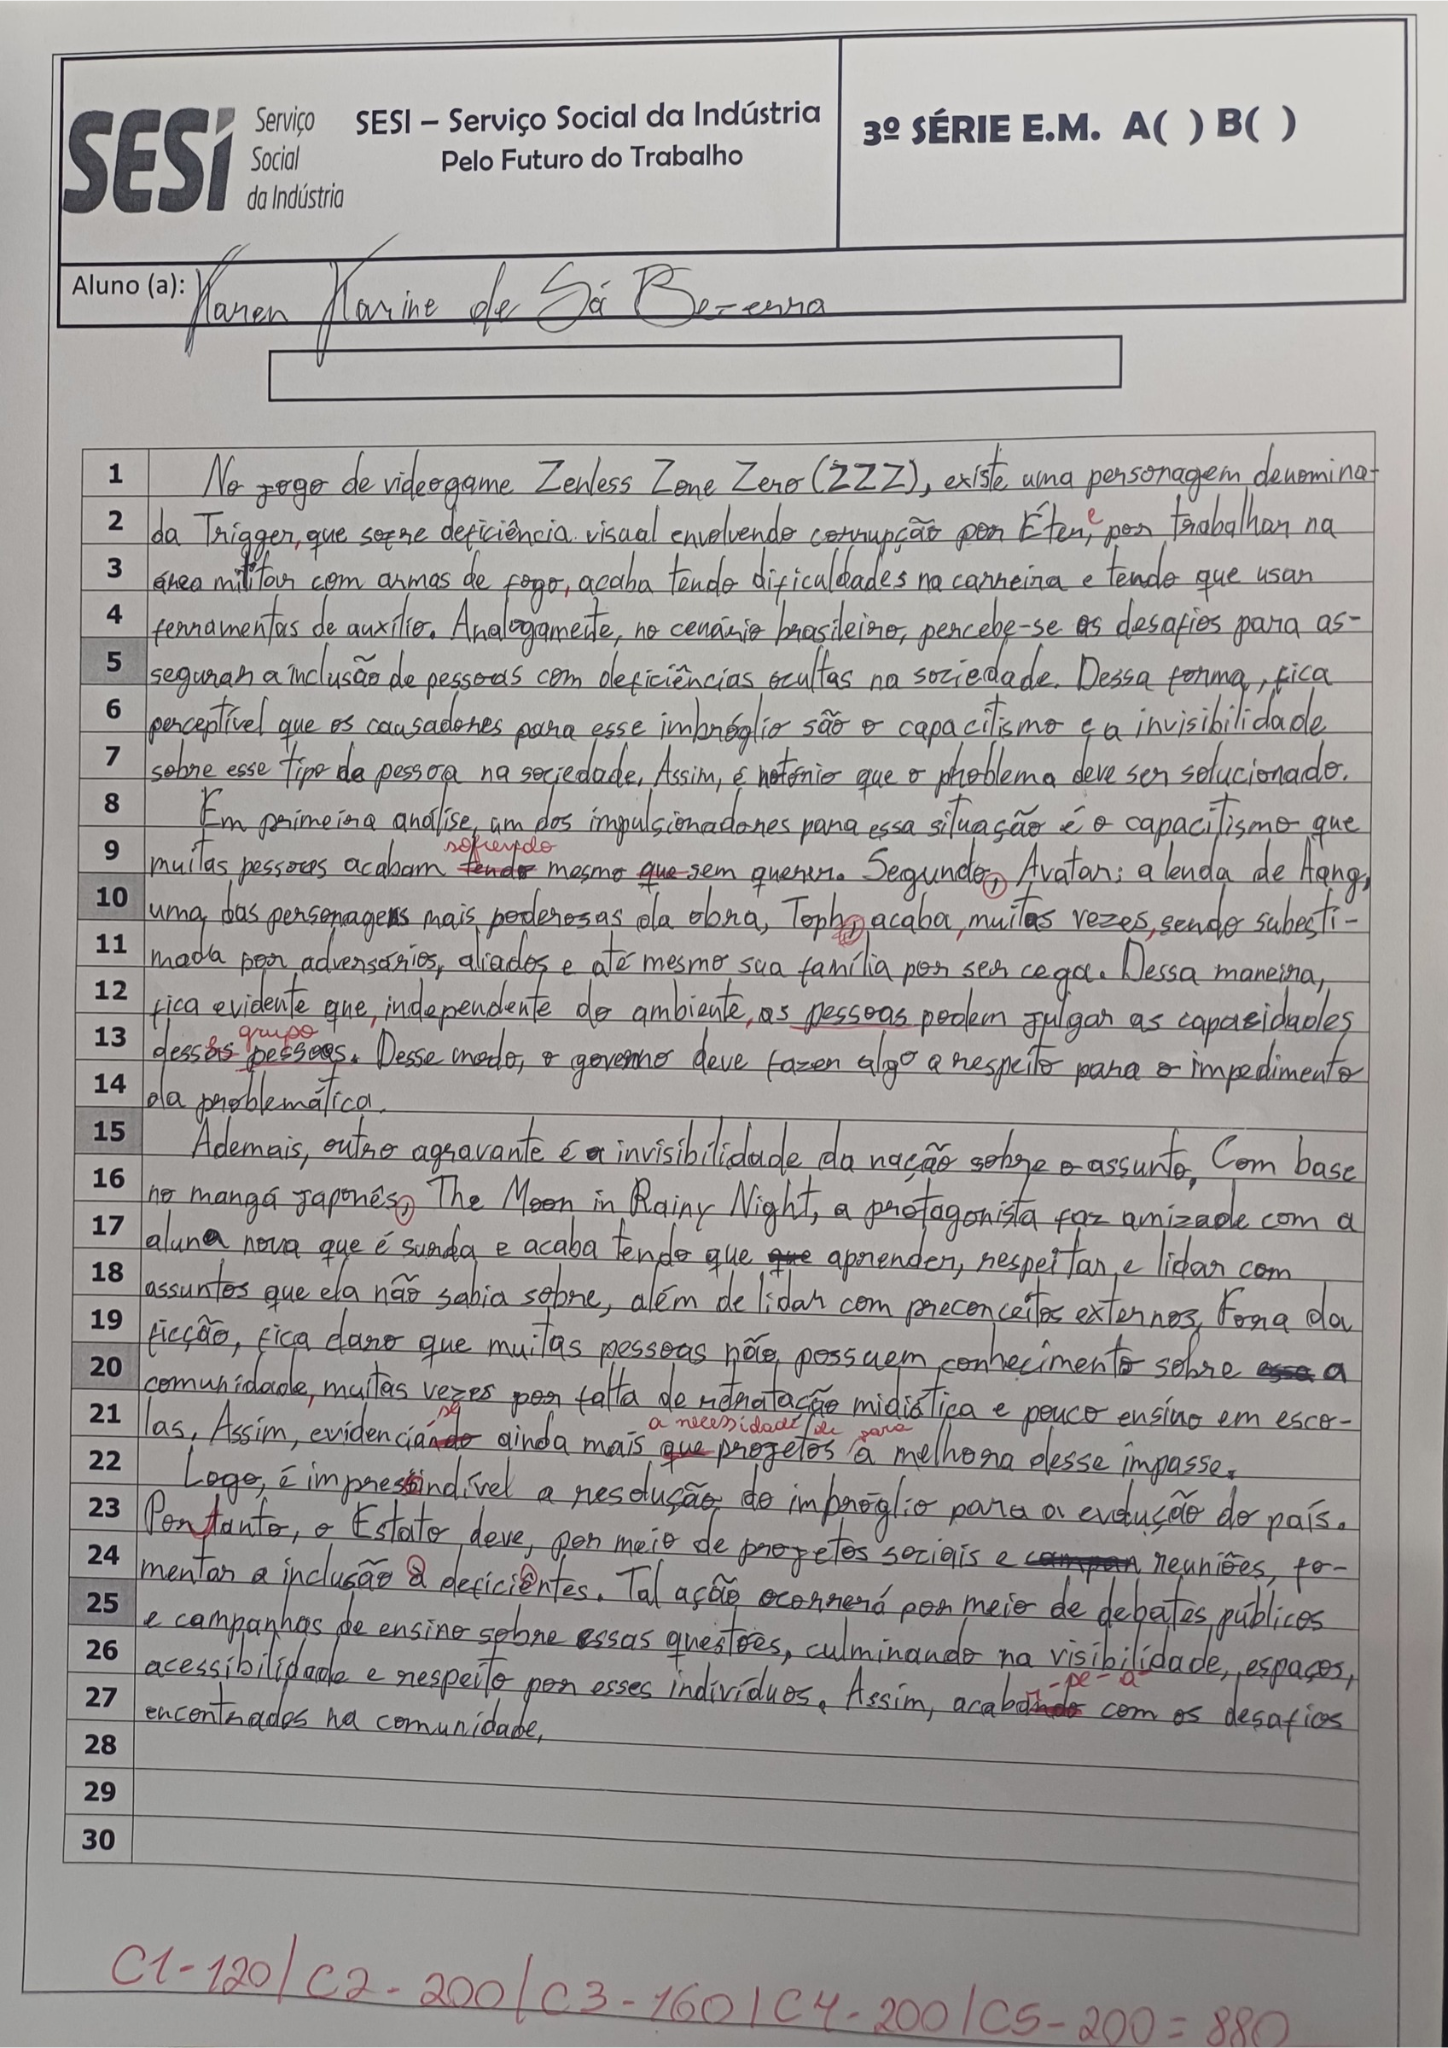 SESI Serviço Social da Indústria
SESI – Serviço Social da Indústria
Pelo Futuro do Trabalho
3º SÉRIE E.M. A( ) B( )
Aluno (a): Karen Karine de Sá Bezerra
1 No jogo de videogame Zenless Zone Zero (ZZZ), existe uma personagem denomina-
2 da Trigger, que sofre deficiência visual envolvendo corrupção por Éter, e por trabalhar na
3 área militar com armas de fogo, acaba tendo dificuldades na carreira e tendo que usar
4 ferramentas de auxílio. Analogamente, no cenário brasileiro, percebe-se os desafios para as-
5 segurar a inclusão de pessoas com deficiências ocultas na sociedade. Dessa forma, fica
6 perceptível que os causadores para esse imbróglio são o capacitismo e a invisibilidade
7 sobre esse tipo de pessoa na sociedade. Assim, é notório que o problema deve ser solucionado.
8 Em primeira análise, um dos impulsionadores para essa situação é o capacitismo que
sofrendo
9 muitas pessoas acabam tendo mesmo que sem querer. Segundo, Avatar: a lenda de Aang,
10 uma das personagens mais poderosas da obra, Toph, acaba, muitas vezes, sendo subesti-
11 mada por adversários, aliados e até mesmo sua família por ser cega. Dessa maneira,
12 fica evidente que, independente do ambiente, as pessoas podem julgar as capacidades
grupo
13 dessas pessoas. Desse modo, o governo deve fazer algo a respeito para o impedimento
14 da problemática.
15 Ademais, outro agravante é a invisibilidade da nação sobre o assunto. Com base
16 no mangá japonês, The Moon in Rainy Night, a protagonista faz amizade com a
17 aluna nova que é surda e acaba tendo que que aprender, respeitar, e lidar com
18 assuntos que ela não sabia sobre, além de lidar com preconceitos externos. Fora da
19 ficção, fica claro que muitas pessoas não possuem conhecimento sobre essa a
20 comunidade, muitas vezes por falta de retratação midiática e pouco ensino em esco-
se a necessidade de para
21 las. Assim, evidenciando ainda mais que projetos a melhora desse impasse.
22 Logo, é impresindível a resolução do imbróglio para a evolução do país.
23 Portanto, o Estato deve, por meio de projetos sociais e campan reuniões, fo-
24 mentar a inclusão a deficientes. Tal ação ocorrerá por meio de debates públicos
25 e campanhas de ensino sobre essas questões, culminando na visibilidade, espaços,
26 acessibilidade e respeito por esses indivíduos. Assim, acabando com os desafios
27 encontrados na comunidade.
28
29
30
C1-120/C2-200/C3-160/C4-200/C5-200=880